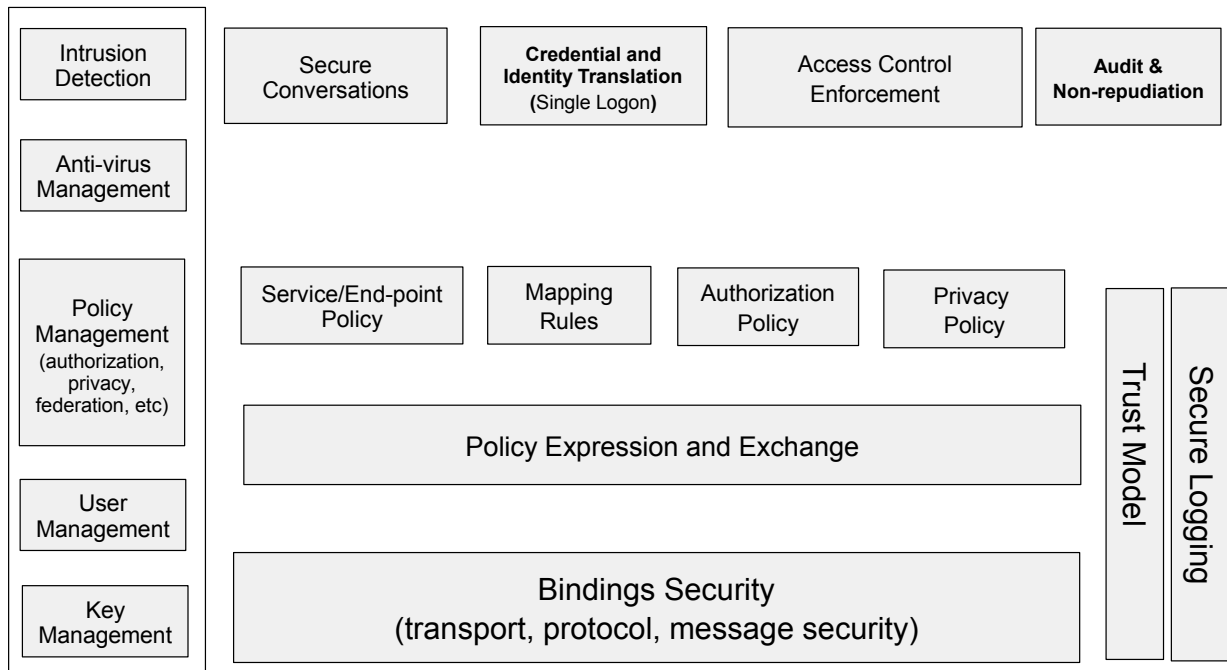 Intrusion
Detection
Anti-virus
Management
Policy
Management
(authorization,
privacy,
federation, etc)
User
Management
Key
Management
Secure
Conversations
Credential and
Identity Translation
(Single Logon)
Access Control
Enforcement
Audit &
Non-repudiation
Service/End-point
Policy
Mapping
Rules
Authorization
Policy
Privacy
Policy
Policy Expression and Exchange
Bindings Security
(transport, protocol, message security)
Trust Model
Secure Logging